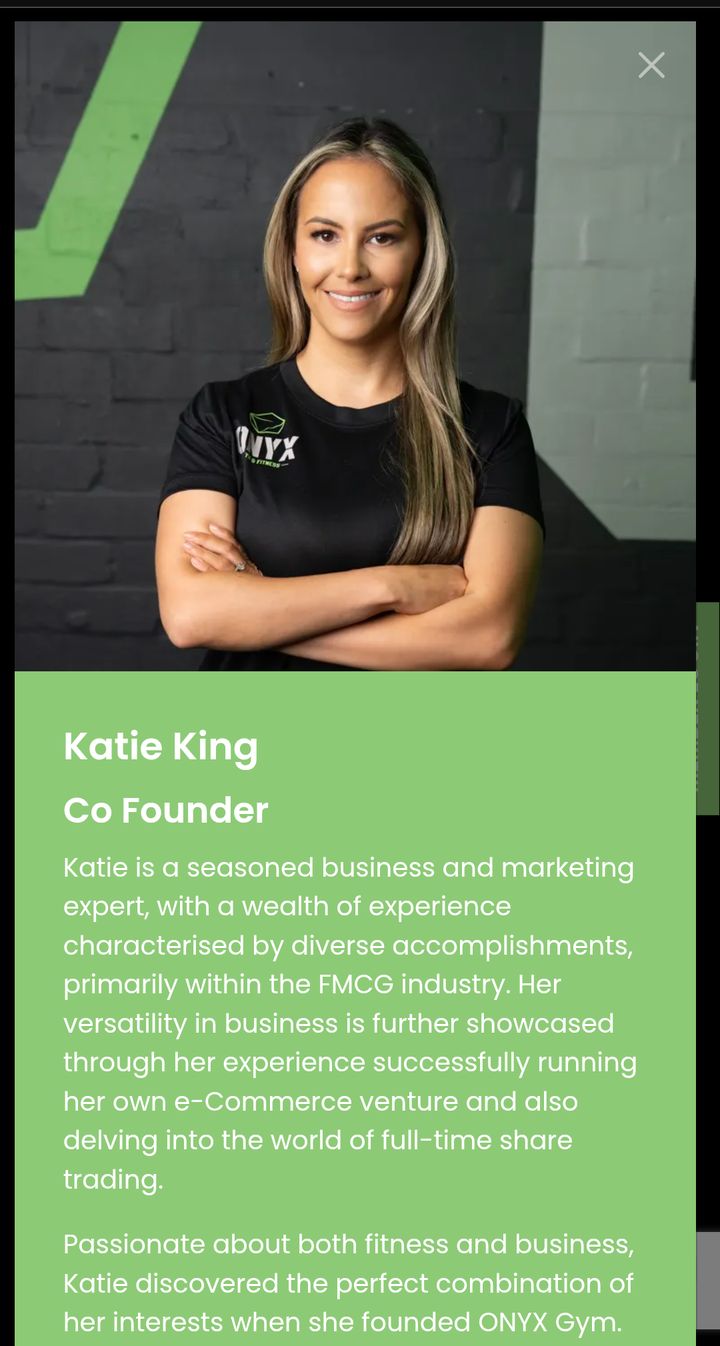 ONYX
FITNESS
Katie King
Co Founder
Katie is a seasoned business and marketing
expert, with a wealth of experience
characterised by diverse accomplishments,
primarily within the FMCG industry. Her
versatility in business is further showcased
through her experience successfully running
her own e-Commerce venture and also
delving into the world of full-time share
trading.
Passionate about both fitness and business,
Katie discovered the perfect combination of
her interests when she founded ONYX Gym.